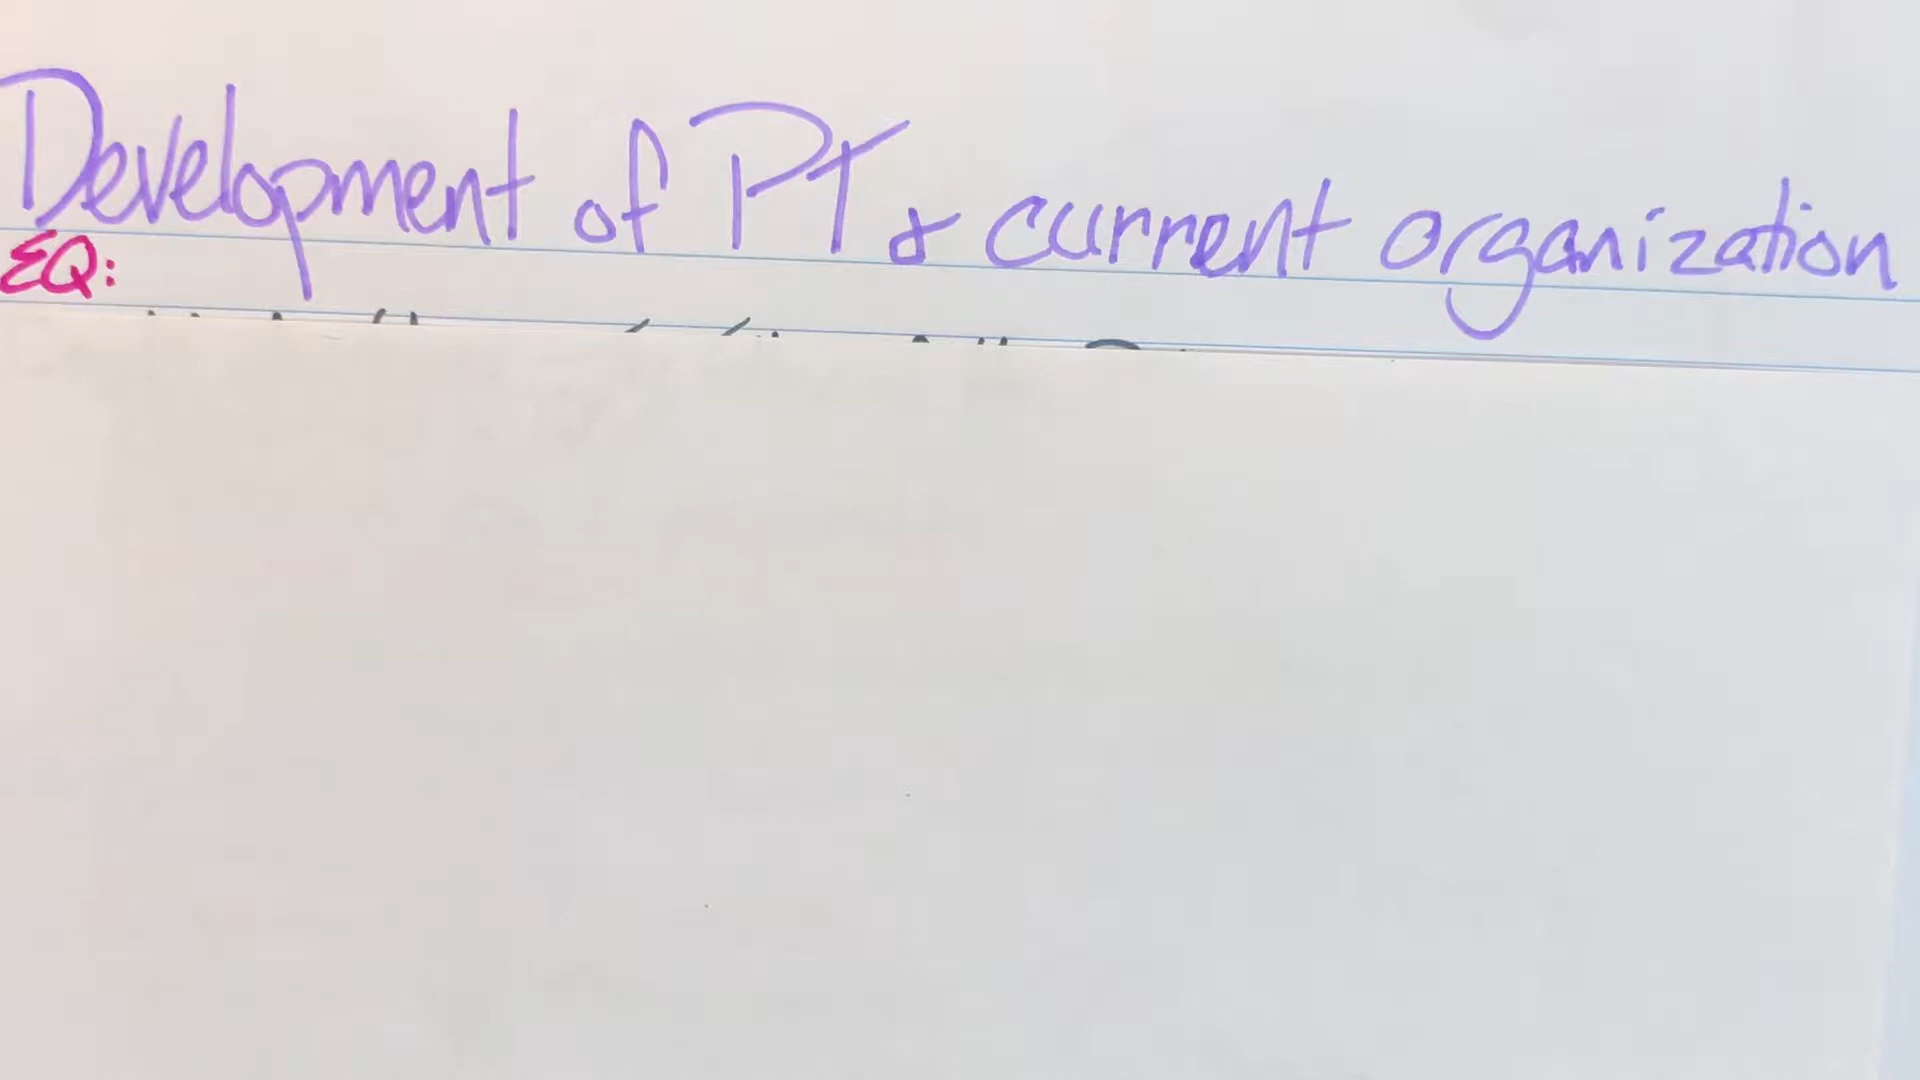 Development of PT & current organization
EQ: